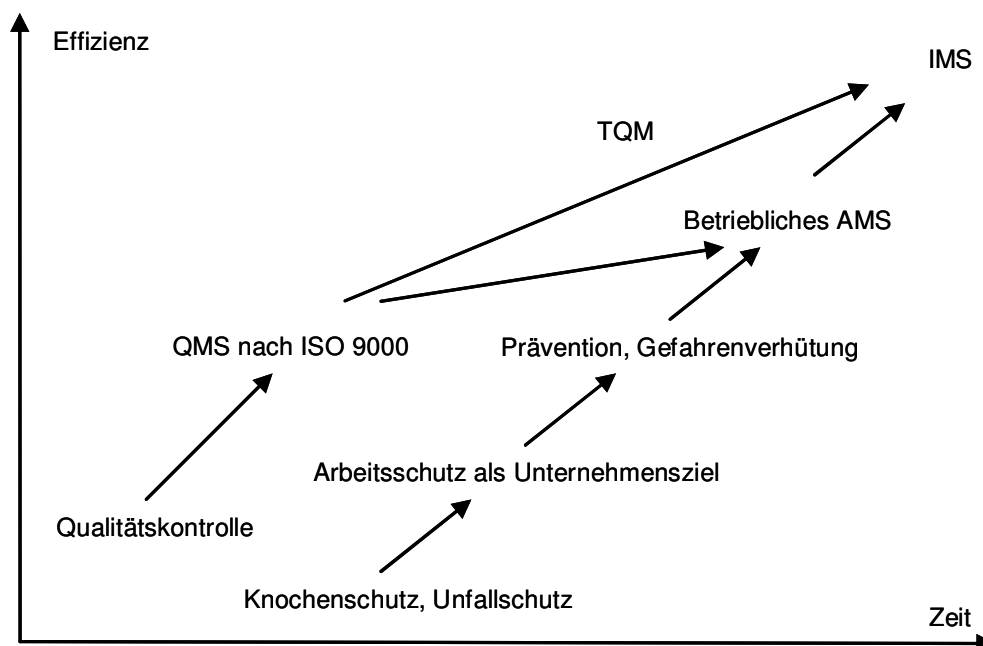 Effizienz
IMS
TQM
Betriebliches AMS
QMS nach ISO 9000
Prävention, Gefahrenverhütung
Arbeitsschutz als Unternehmensziel
Qualitätskontrolle
Knochenschutz, Unfallschutz
Zeit